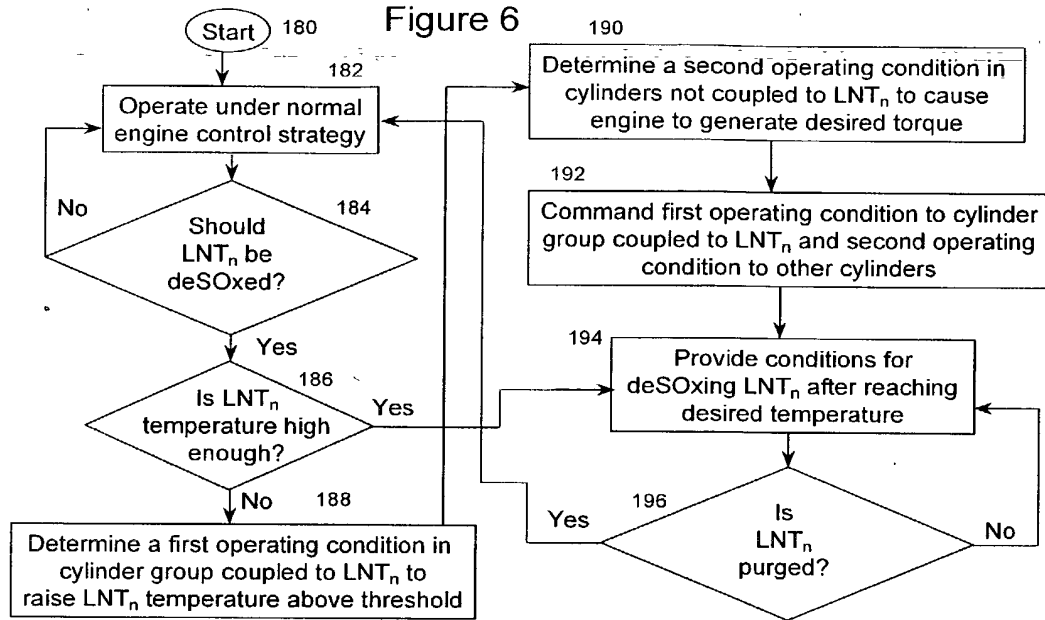 Figure 6
Start 180
182
Operate under normal
engine control strategy
No
184
Should
LNTn be
deSOxed?
Yes
186
Is LNTn
temperature high
enough?
Yes
No
188
Determine a first operating condition in
cylinder group coupled to LNTn to
raise LNTn temperature above threshold
190
Determine a second operating condition in
cylinders not coupled to LNTn to cause
engine to generate desired torque
192
Command first operating condition to cylinder
group coupled to LNTn and second operating
condition to other cylinders
194
Provide conditions for
deSOxing LNTn after reaching
desired temperature
196
Is
LNTn
purged?
Yes
No